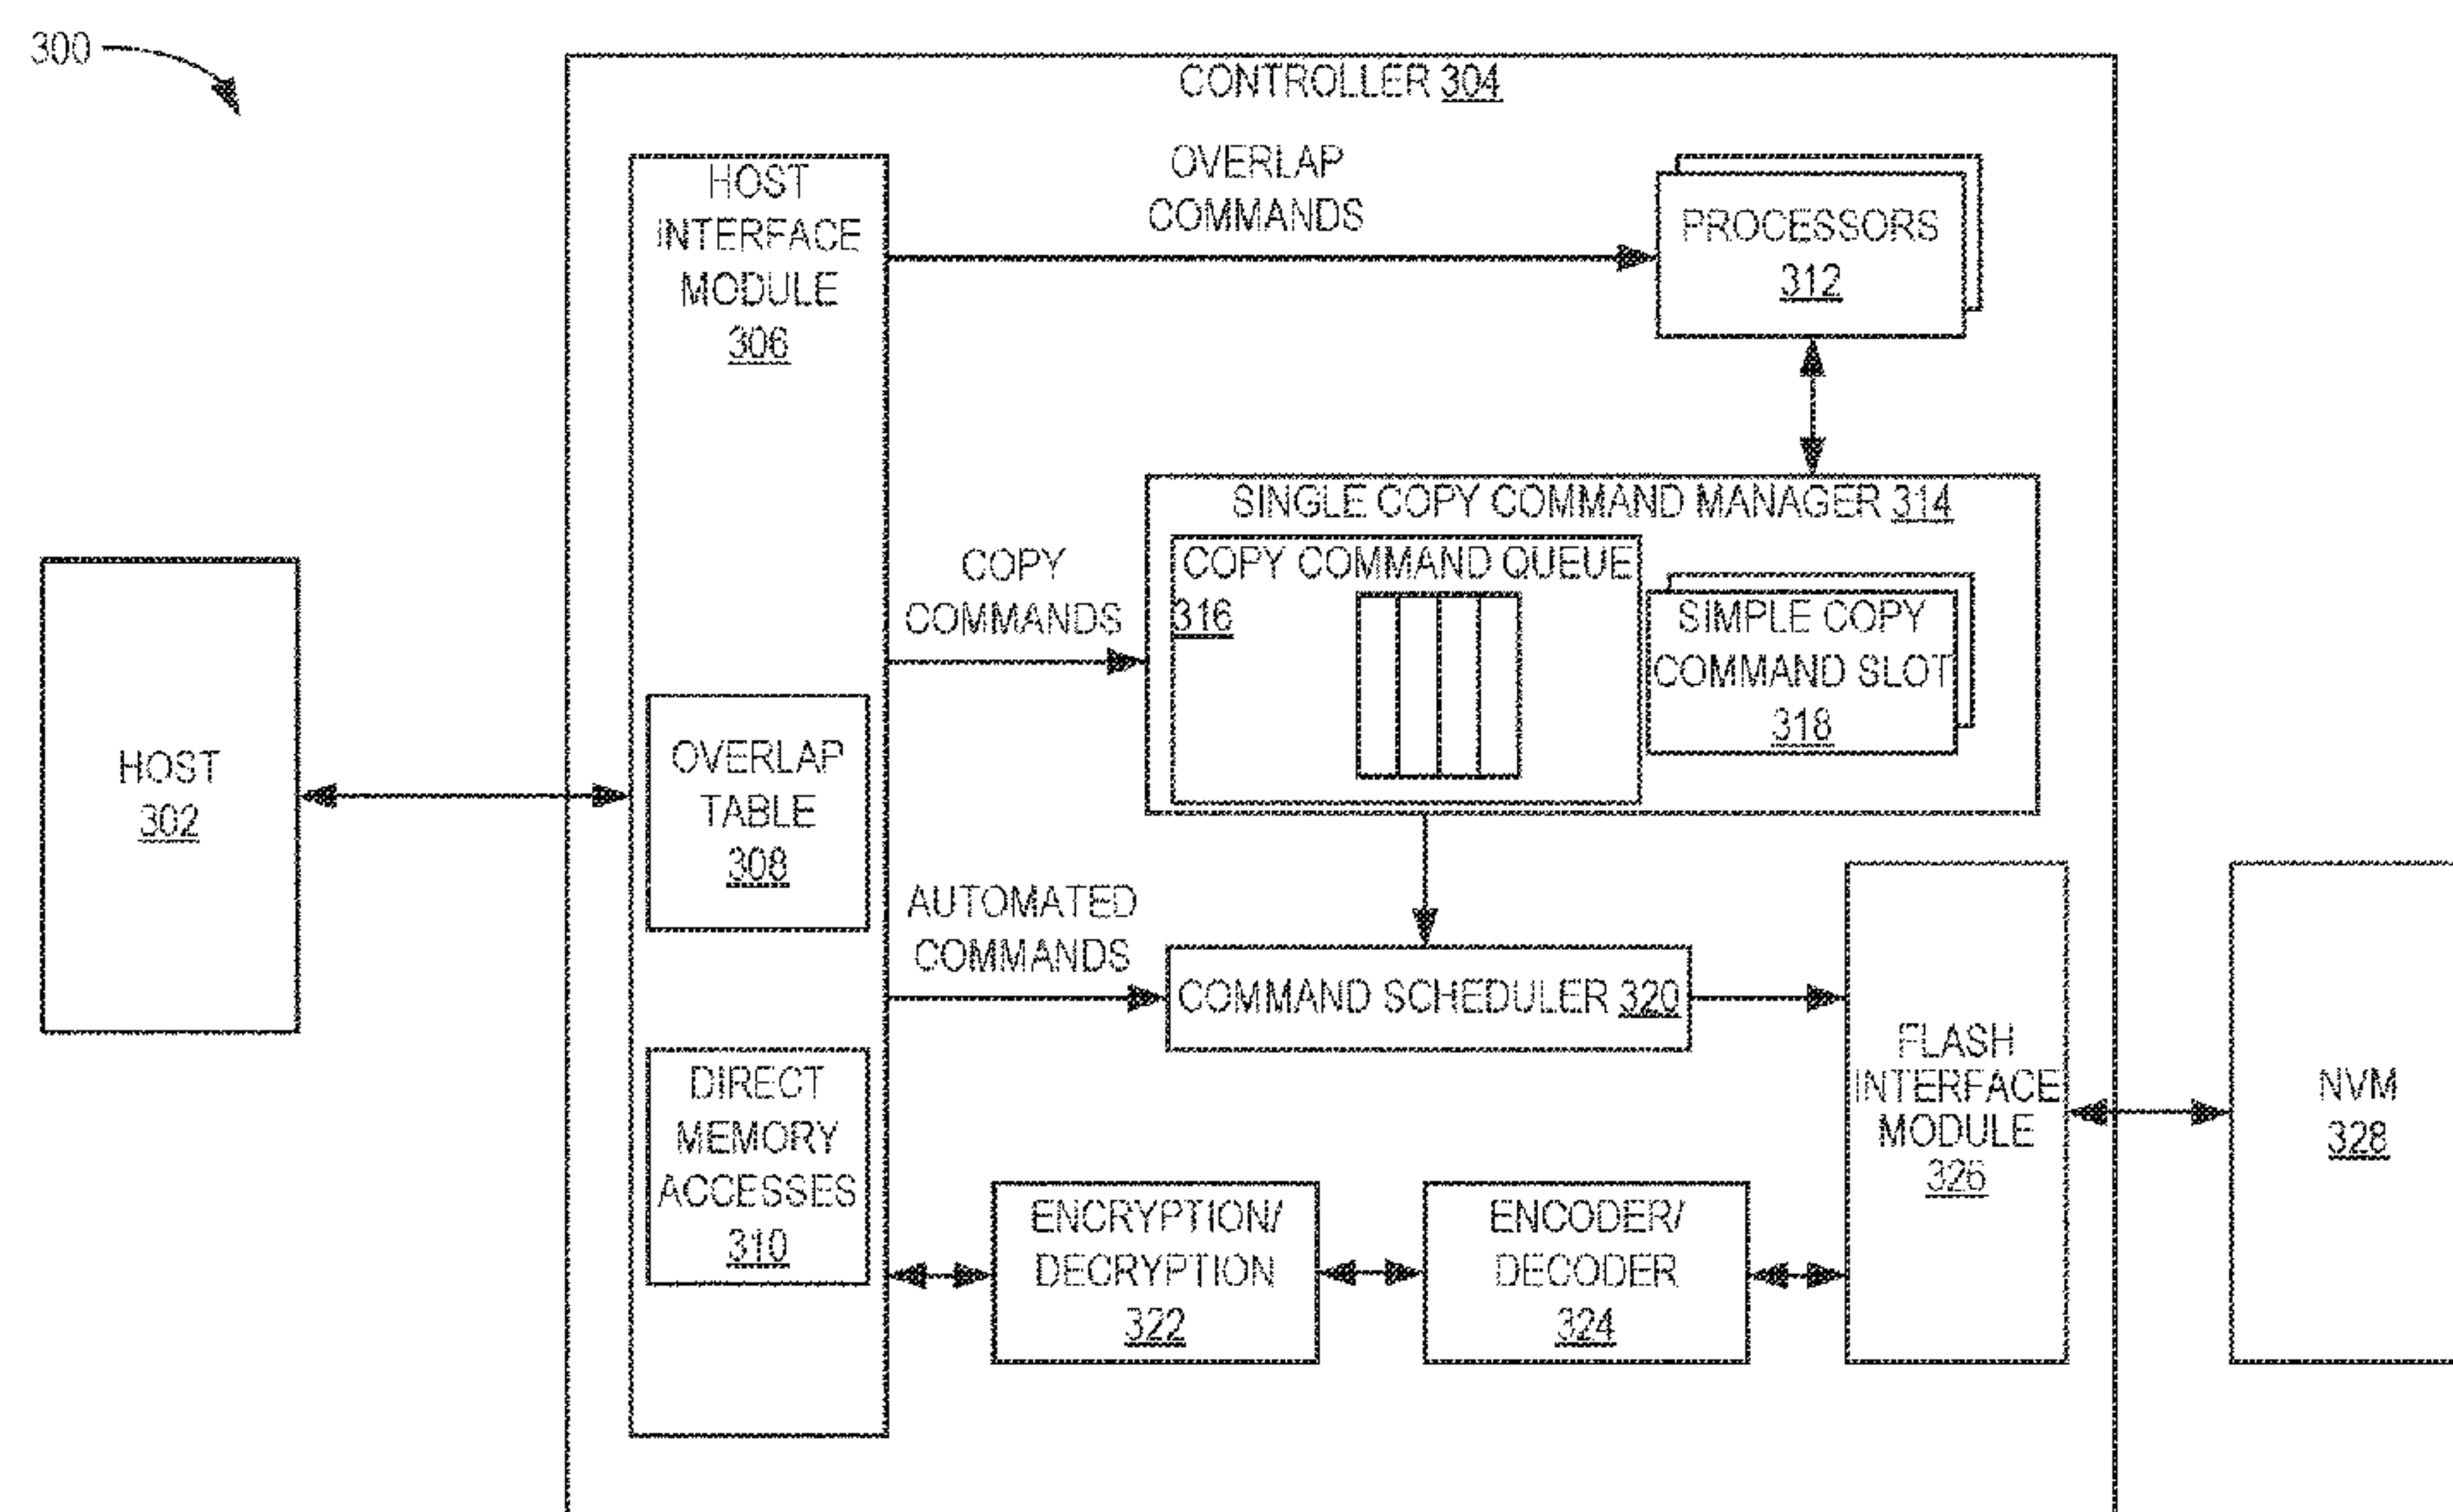 300
CONTROLLER 304
HOST
INTERFACE
MODULE
306
OVERLAP
COMMANDS
PROCESSORS
312
SINGLE COPY COMMAND MANAGER 314
COPY COMMAND QUEUE
316
SIMPLE COPY
COMMAND SLOT
318
COPY
COMMANDS
HOST
302
OVERLAP
TABLE
308
AUTOMATED
COMMANDS
COMMAND SCHEDULER 320
DIRECT
MEMORY
ACCESSES
310
ENCRYPTION/
DECRYPTION
322
ENCODER/
DECODER
324
FLASH
INTERFACE
MODULE
326
NVM
328